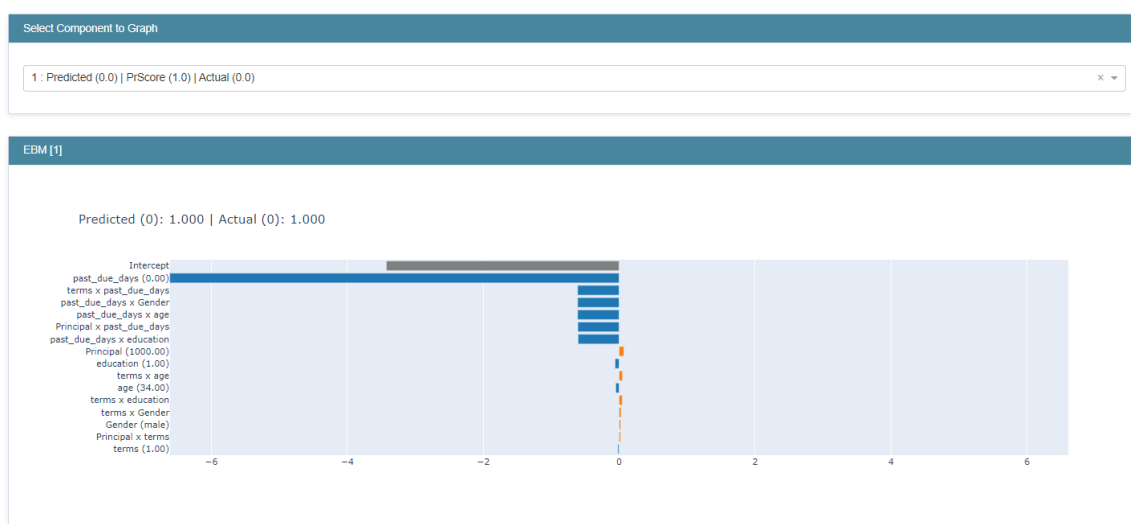 Select Component to Graph
1 : Predicted (0.0) | PrScore (1.0) | Actual (0.0)
x
EBM [1]
Predicted (0): 1.000 | Actual (0): 1.000
Intercept
past_due_days (0.00)
terms x past_due_days
past_due_days x Gender
past_due_days x age
Principal x past_due_days
past_due_days x education
Principal (1000.00)
education (1.00)
terms x age
age (34.00)
terms x education
terms x Gender
Gender (male)
Principal x terms
terms (1.00)
−6 −4 −2 0 2 4 6